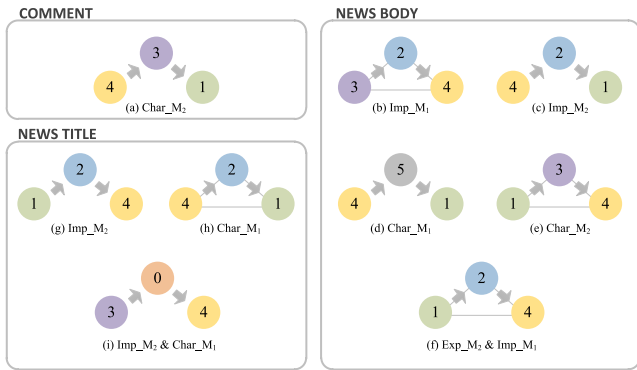 COMMENT
3
4
1
(a) Char_M₂
NEWS TITLE
2
1
4
(g) Imp_M₂
2
4
1
(h) Char_M₁
0
3
4
(i) Imp_M₂ & Char_M₁
NEWS BODY
2
3
4
(b) Imp_M₁
2
4
1
(c) Imp_M₂
5
4
1
(d) Char_M₁
3
1
4
(e) Char_M₂
2
1
4
(f) Exp_M₂ & Imp_M₁